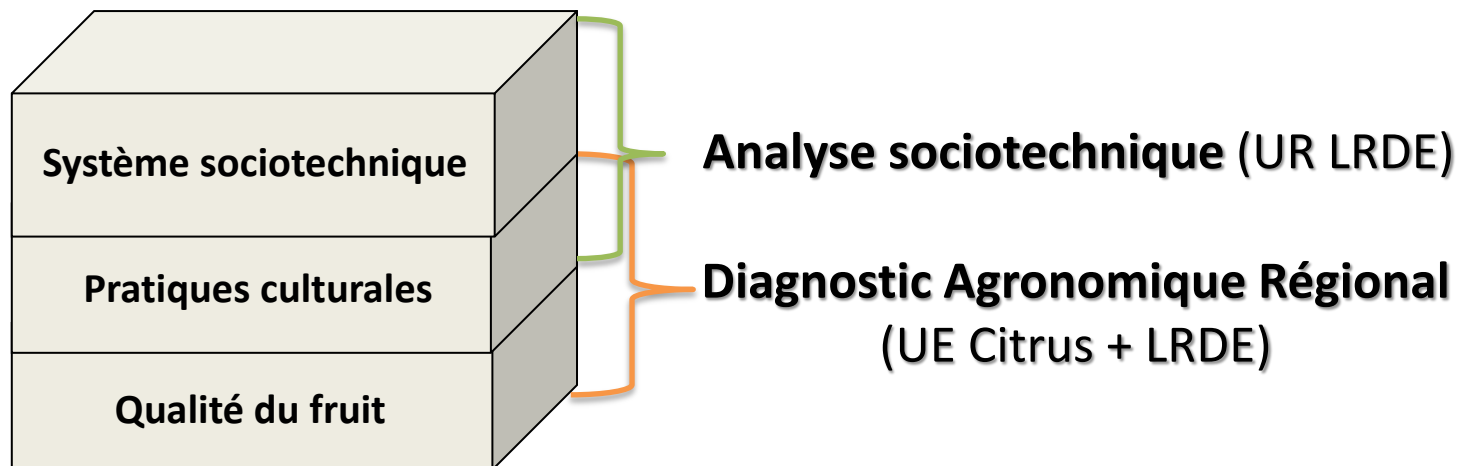 Système sociotechnique
Pratiques culturales
Qualité du fruit
Analyse sociotechnique (UR LRDE)
Diagnostic Agronomique Régional
(UE Citrus + LRDE)